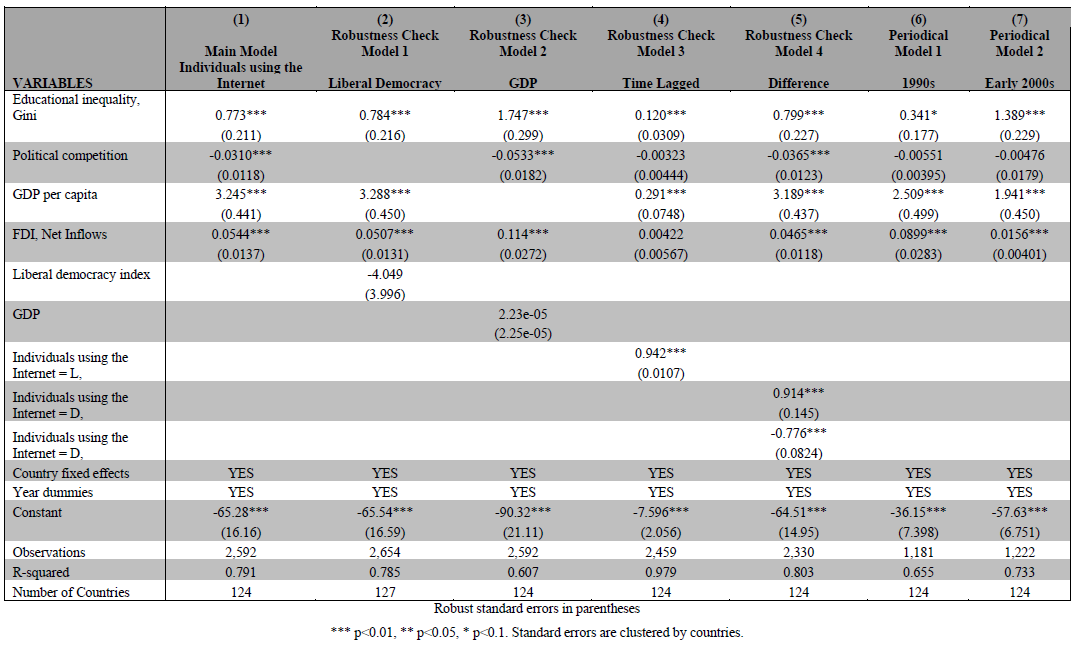 (1) (2) (3) (4) (5) (6) (7)
Robustness Check Robustness Check Robustness Check Robustness Check Periodical Periodical
Main Model Model 1 Model 2 Model 3 Model 4 Model 1 Model 2
Individuals using the
VARIABLES Internet Liberal Democracy GDP Time Lagged Difference 1990s Early 2000s
Educational inequality,
Gini 0.773*** 0.784*** 1.747*** 0.120*** 0.799*** 0.341* 1.389***
(0.211) (0.216) (0.299) (0.0309) (0.227) (0.177) (0.229)
Political competition -0.0310*** -0.0533*** -0.00323 -0.0365*** -0.00551 -0.00476
(0.0118) (0.0182) (0.00444) (0.0123) (0.00395) (0.0179)
GDP per capita 3.245*** 3.288*** 0.291*** 3.189*** 2.509*** 1.941***
(0.441) (0.450) (0.0748) (0.437) (0.499) (0.450)
FDI, Net Inflows 0.0544*** 0.0507*** 0.114*** 0.00422 0.0465*** 0.0899*** 0.0156***
(0.0137) (0.0131) (0.0272) (0.00567) (0.0118) (0.0283) (0.00401)
Liberal democracy index -4.049
(3.996)
GDP 2.23e-05
(2.25e-05)
Individuals using the 0.942***
Internet = L, (0.0107)
Individuals using the 0.914***
Internet = D, (0.145)
Individuals using the -0.776***
Internet = D, (0.0824)
Country fixed effects YES YES YES YES YES YES YES
Year dummies YES YES YES YES YES YES YES
Constant -65.28*** -65.54*** -90.32*** -7.596*** -64.51*** -36.15*** -57.63***
(16.16) (16.59) (21.11) (2.056) (14.95) (7.398) (6.751)
Observations 2,592 2,654 2,592 2,459 2,330 1,181 1,222
R-squared 0.791 0.785 0.607 0.979 0.803 0.655 0.733
Number of Countries 124 127 124 124 124 124 124
Robust standard errors in parentheses
*** p<0.01, ** p<0.05, * p<0.1. Standard errors are clustered by countries.